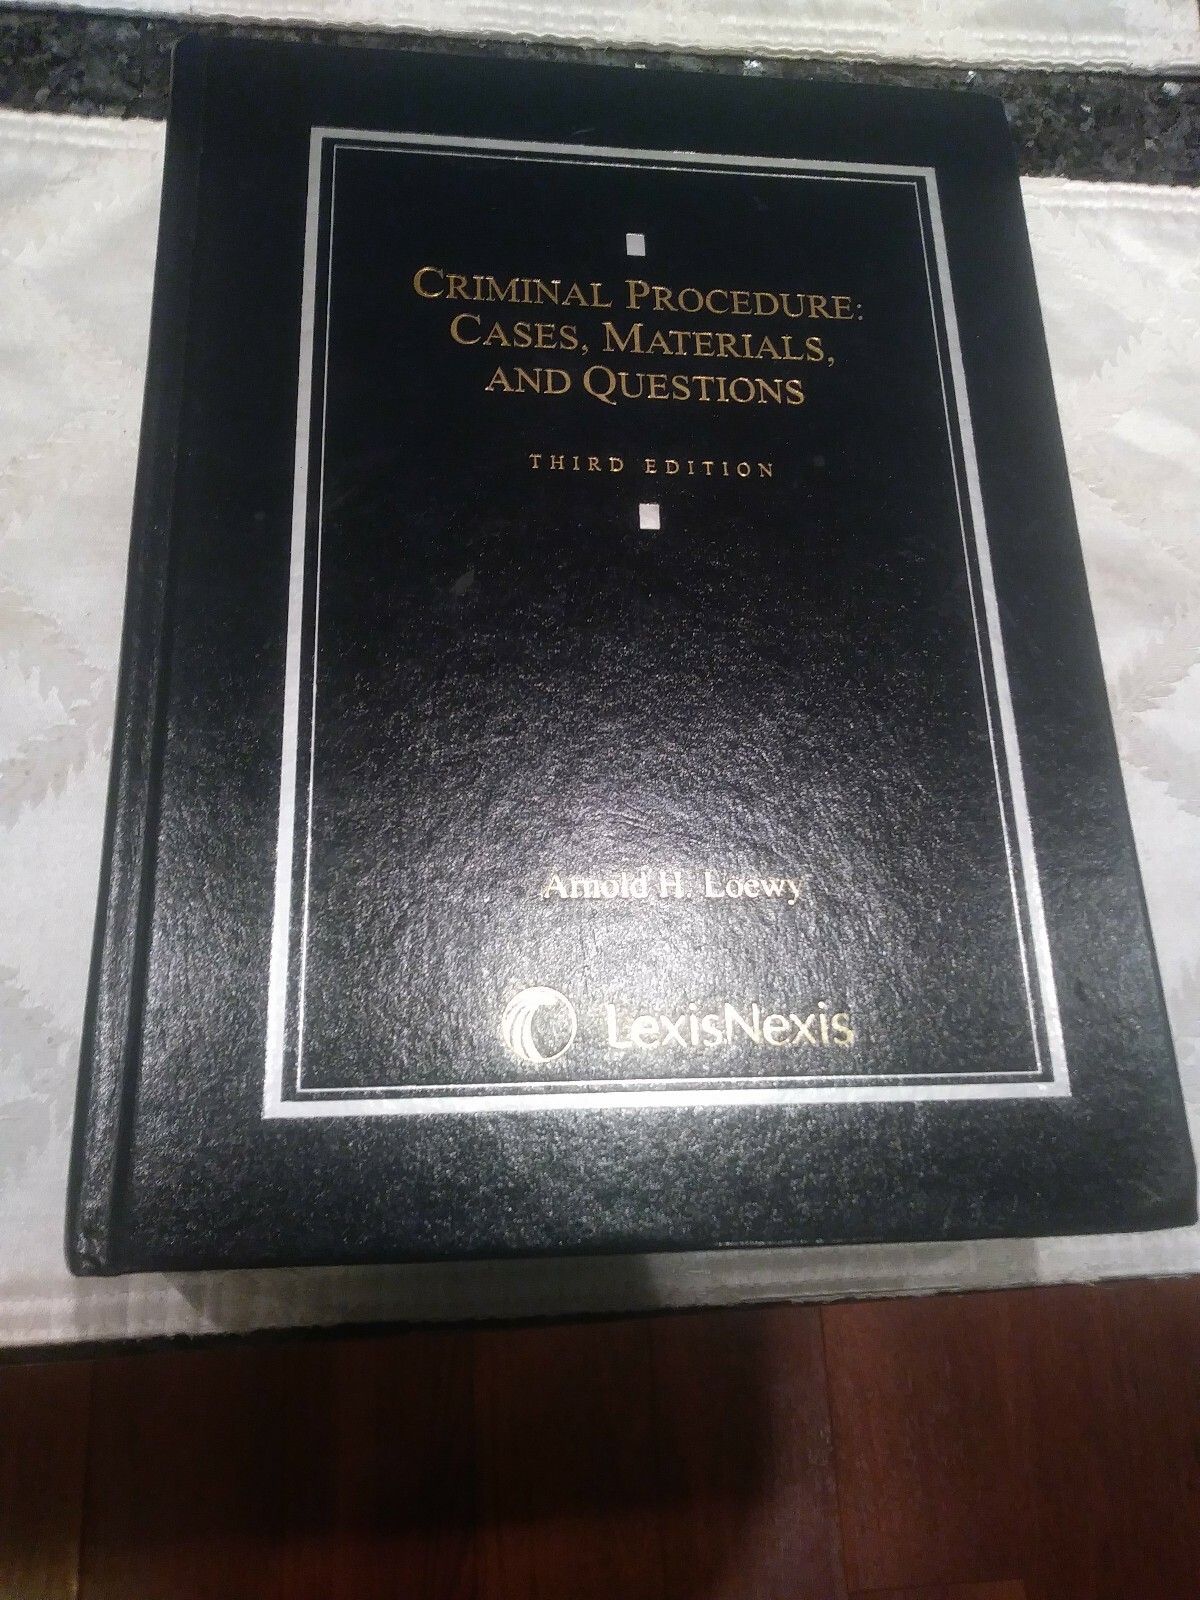 CRIMINAL PROCEDURE:
CASES, MATERIALS,
AND QUESTIONS
THIRD EDITION
Arnold H. Loewy
LexisNexis